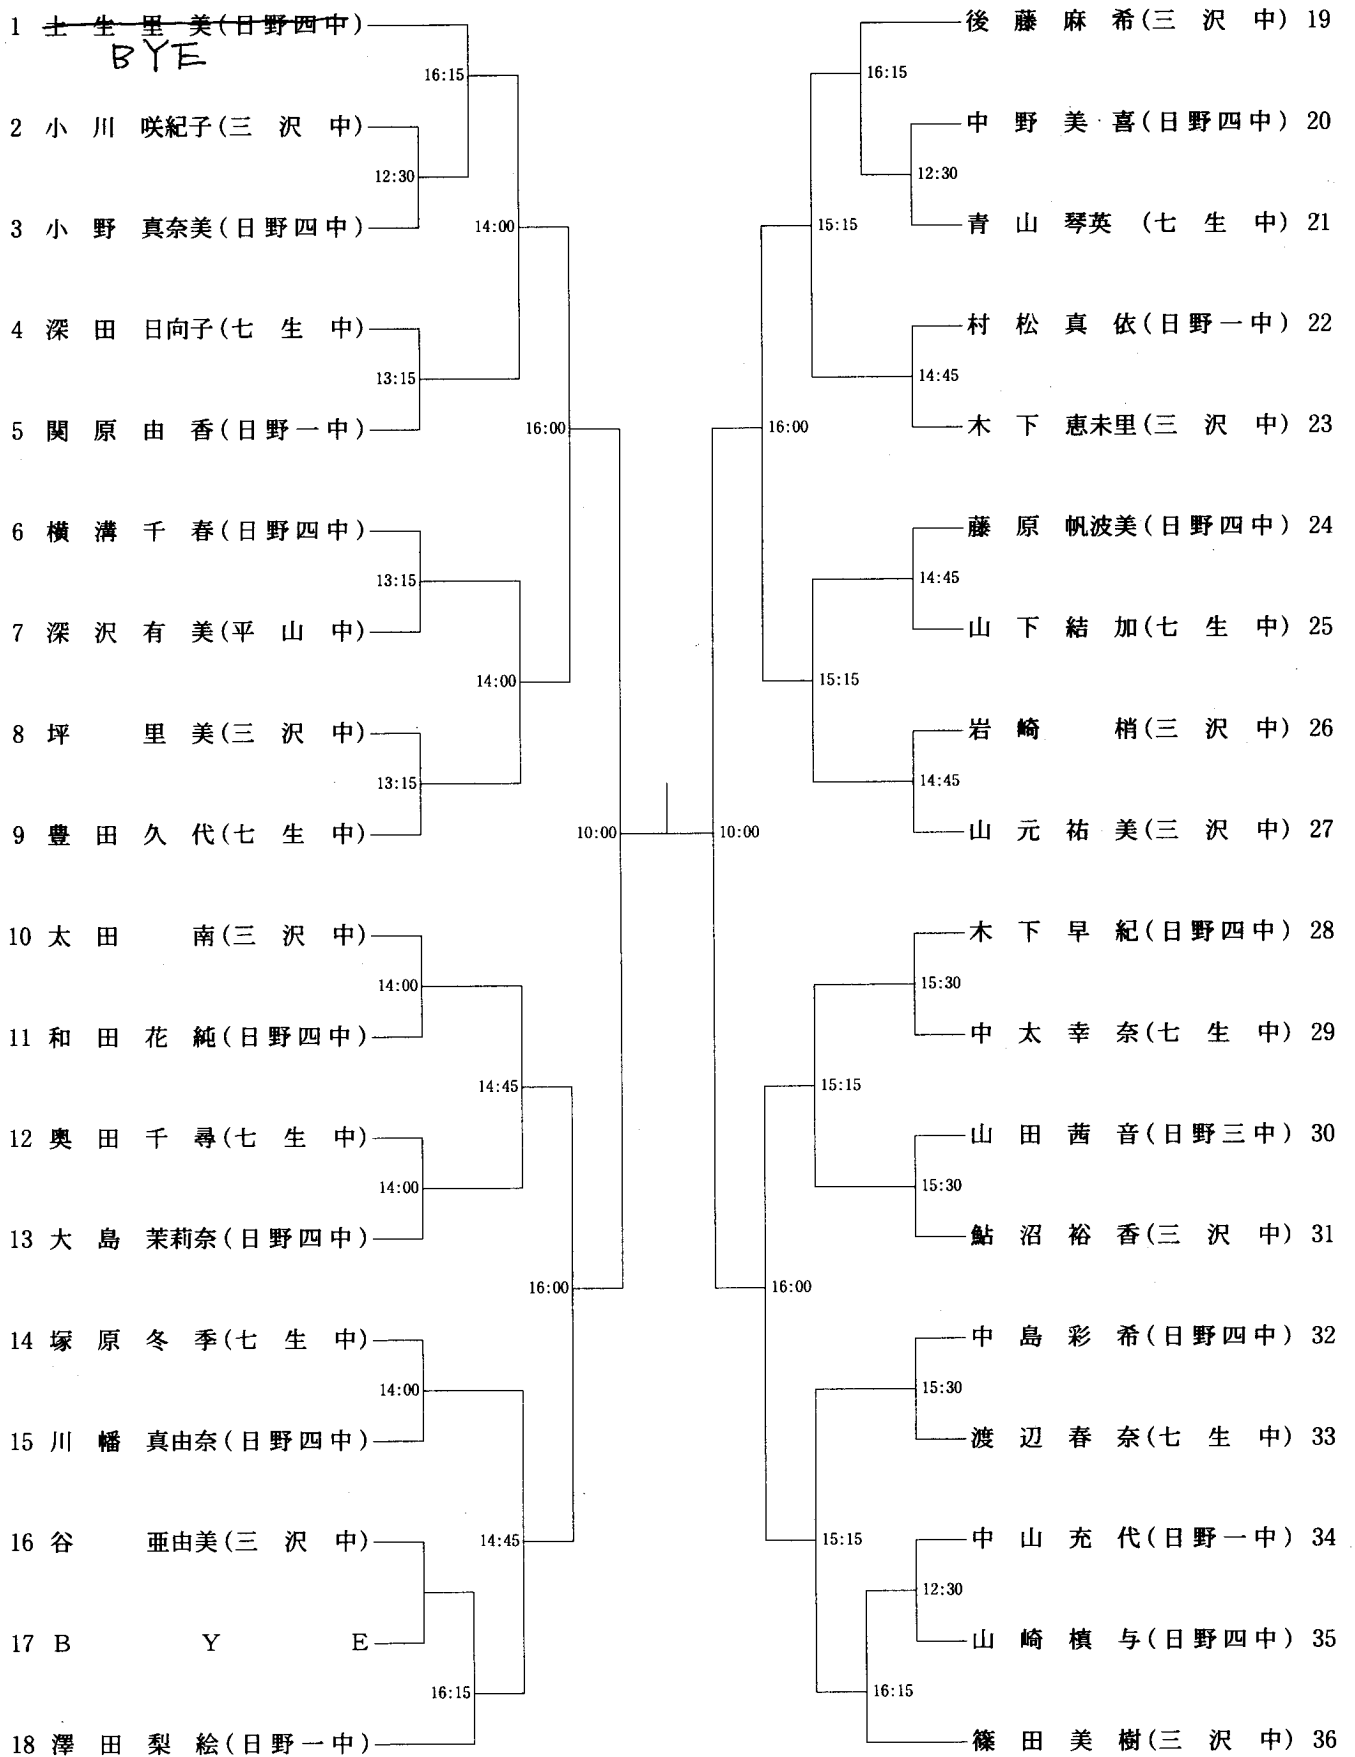 1 土生里美(日野四中)
BYE
16:15
2 小川咲紀子(三沢中)
12:30
3 小野真奈美(日野四中)
14:00
4 深田日向子(七生中)
13:15
5 関原由香(日野一中)
16:00
6 横溝千春(日野四中)
13:15
7 深沢有美(平山中)
14:00
8 坪里美(三沢中)
13:15
9 豊田久代(七生中)
10:00
10 太田南(三沢中)
14:00
11 和田花純(日野四中)
14:45
12 奥田千尋(七生中)
14:00
13 大島茉莉奈(日野四中)
16:00
14 塚原冬季(七生中)
14:00
15 川幡真由奈(日野四中)
16 谷亜由美(三沢中)
14:45
17 BYE
16:15
18 澤田梨絵(日野一中)
後藤麻希(三沢中) 19
16:15
中野美喜(日野四中) 20
12:30
青山琴英(七生中) 21
15:15
村松真依(日野一中) 22
14:45
木下恵未里(三沢中) 23
16:00
藤原帆波美(日野四中) 24
14:45
山下結加(七生中) 25
15:15
岩崎梢(三沢中) 26
14:45
山元祐美(三沢中) 27
10:00
木下早紀(日野四中) 28
15:30
中太幸奈(七生中) 29
15:15
山田茜音(日野三中) 30
15:30
鮎沼裕香(三沢中) 31
16:00
中島彩希(日野四中) 32
15:30
渡辺春奈(七生中) 33
15:15
中山充代(日野一中) 34
12:30
山崎槙与(日野四中) 35
16:15
篠田美樹(三沢中) 36